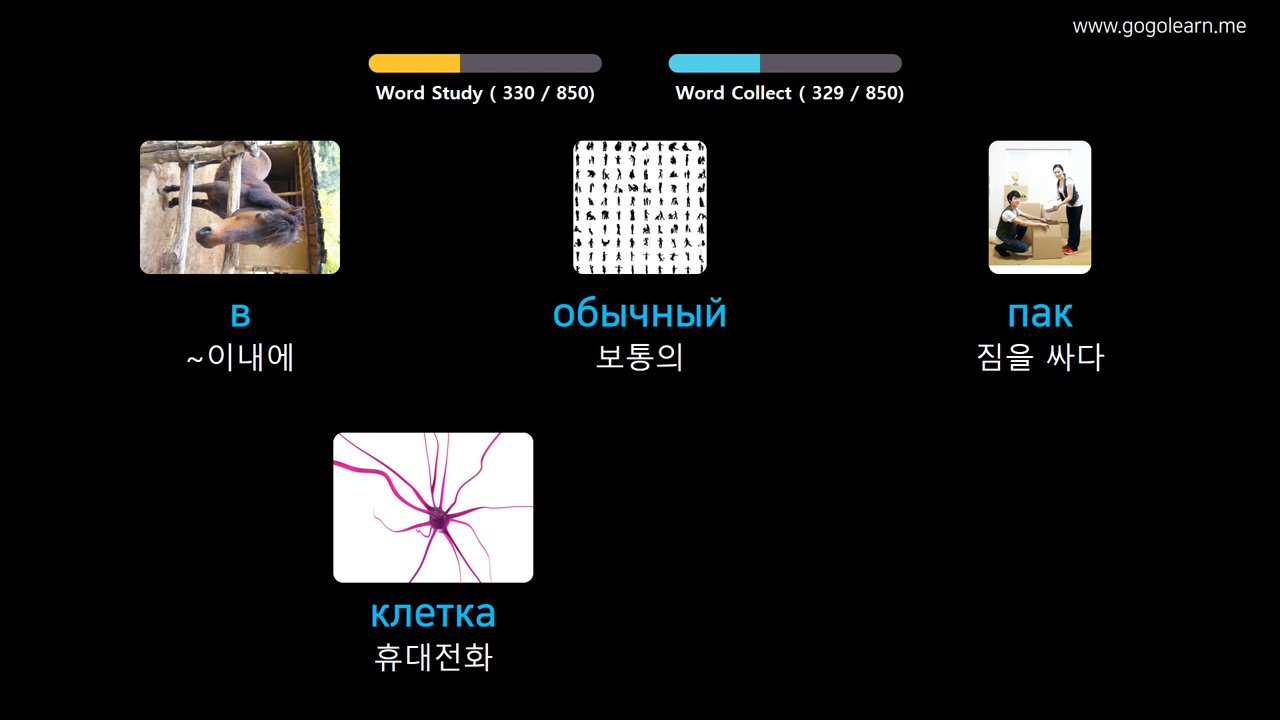 www.gogolearn.me
Word Study ( 330 / 850)
Word Collect ( 329 / 850)
в
~이내에
обычный
보통의
пак
짐을 싸다
клетка
휴대전화